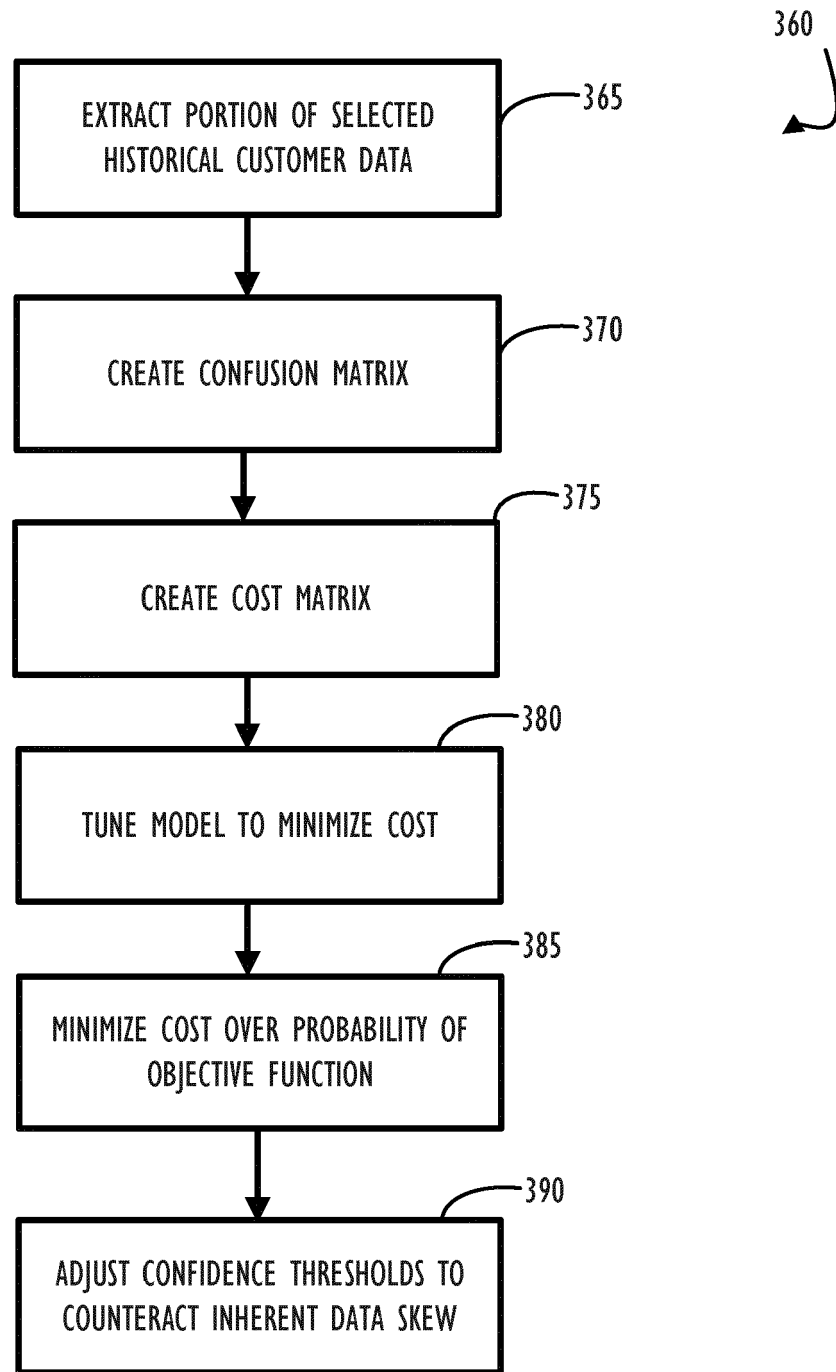 360
EXTRACT PORTION OF SELECTED
HISTORICAL CUSTOMER DATA
365
CREATE CONFUSION MATRIX
370
CREATE COST MATRIX
375
TUNE MODEL TO MINIMIZE COST
380
MINIMIZE COST OVER PROBABILITY OF
OBJECTIVE FUNCTION
385
ADJUST CONFIDENCE THRESHOLDS TO
COUNTERACT INHERENT DATA SKEW
390